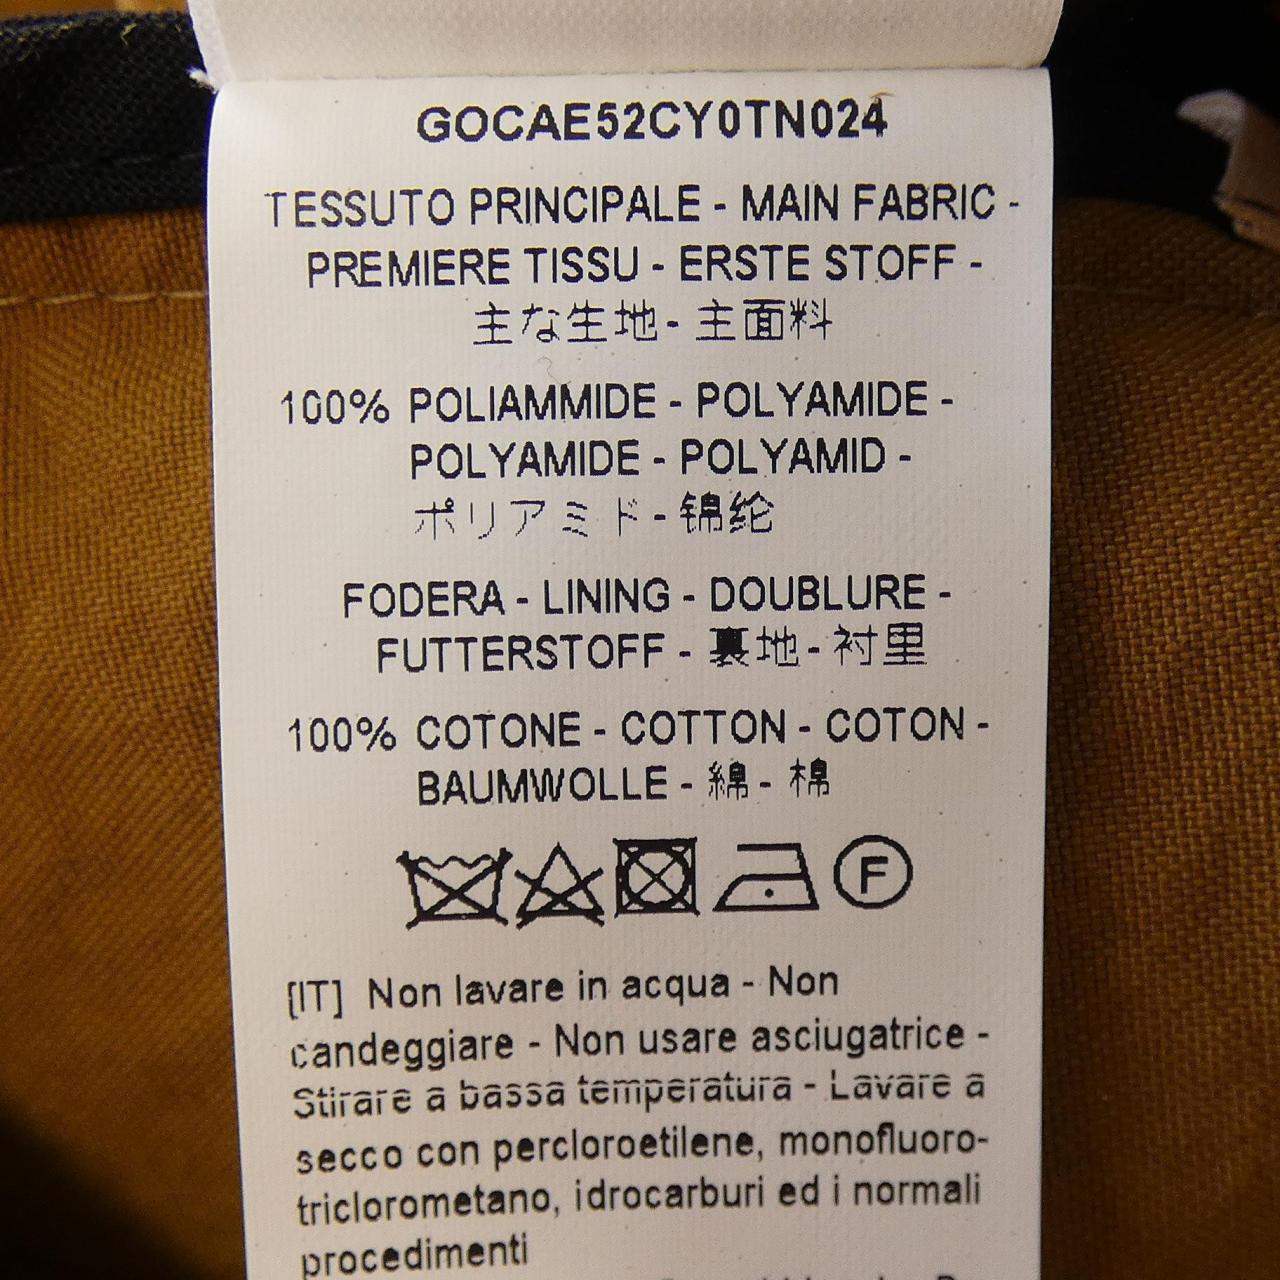 GOCAE52CY0TN024
TESSUTO PRINCIPALE - MAIN FABRIC -
PREMIERE TISSU - ERSTE STOFF -
主な生地 - 主面料
100% POLIAMMIDE - POLYAMIDE -
POLYAMIDE - POLYAMID -
ポリアミド - 锦纶
FODERA - LINING - DOUBLURE -
FUTTERSTOFF - 裏地 - 衬里
100% COTONE - COTTON - COTON -
BAUMWOLLE - 綿 - 棉
F
[IT] Non lavare in acqua - Non
candeggiare - Non usare asciugatrice -
Stirare a bassa temperatura - Lavare a
secco con percloroetilene, monofluoro-
triclorometano, idrocarburi ed i normali
procedimenti